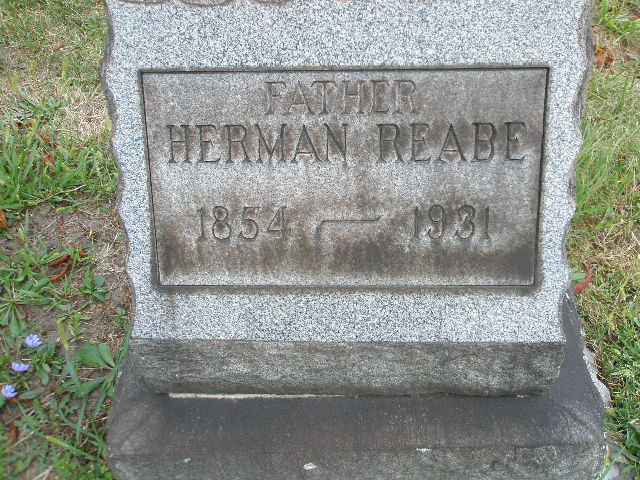 FATHER
HERMAN REABE
1854 — 1931